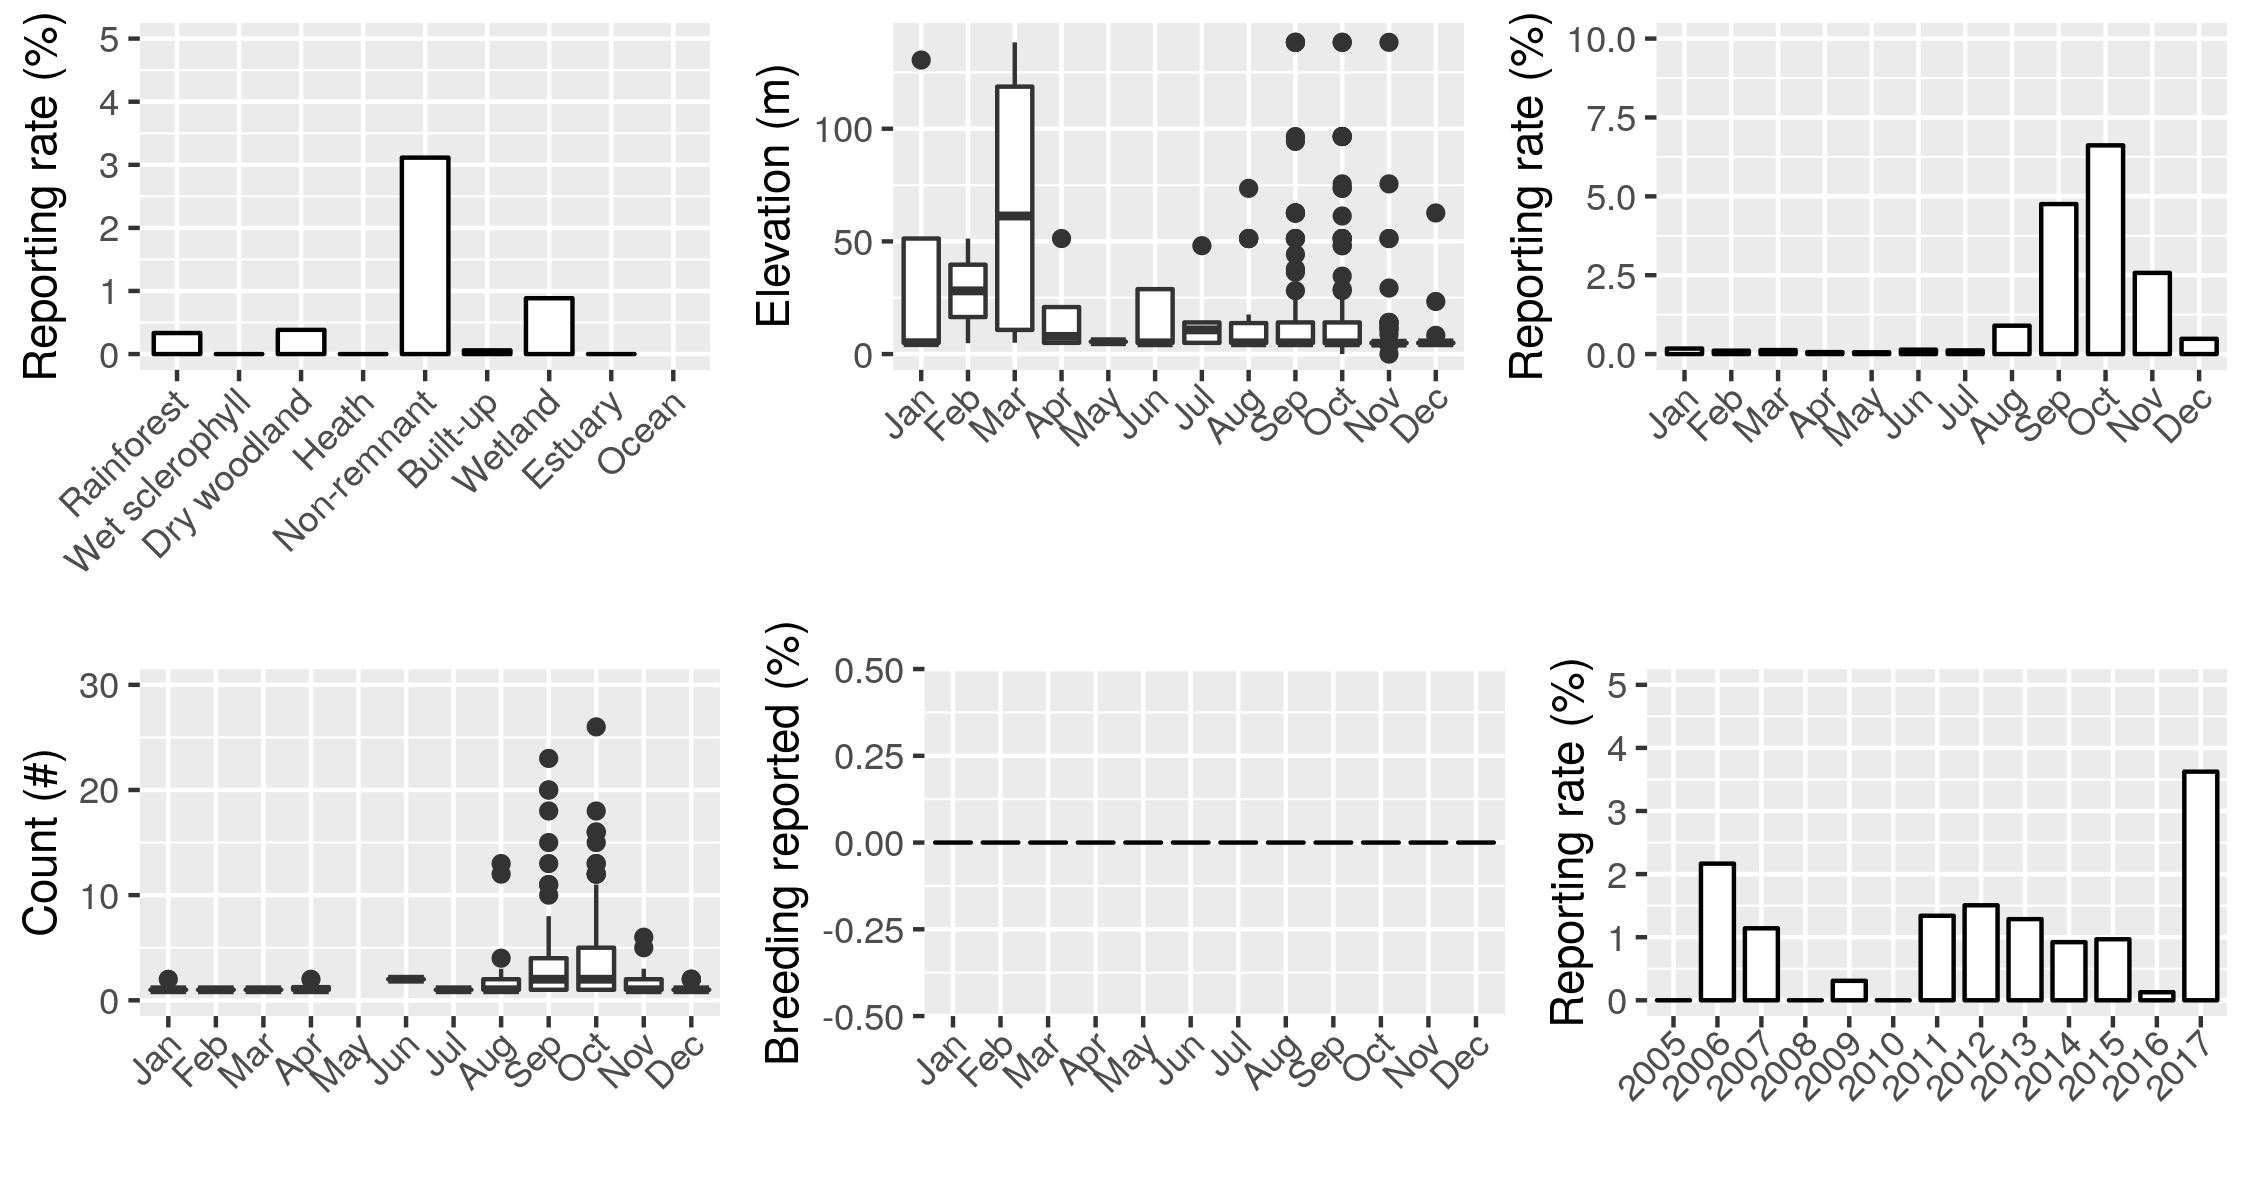 Reporting rate (%)
5
4
3
2
1
0
Rainforest
Wet sclerophyll
Dry woodland
Heath
Non-remnant
Built-up
Wetland
Estuary
Ocean
Elevation (m)
100
50
0
Jan
Feb
Mar
Apr
May
Jun
Jul
Aug
Sep
Oct
Nov
Dec
Reporting rate (%)
10.0
7.5
5.0
2.5
0.0
Jan
Feb
Mar
Apr
May
Jun
Jul
Aug
Sep
Oct
Nov
Dec
Count (#)
30
20
10
0
Jan
Feb
Mar
Apr
May
Jun
Jul
Aug
Sep
Oct
Nov
Dec
Breeding reported (%)
0.50
0.25
0.00
-0.25
-0.50
Jan
Feb
Mar
Apr
May
Jun
Jul
Aug
Sep
Oct
Nov
Dec
Reporting rate (%)
5
4
3
2
1
0
2005
2006
2007
2008
2009
2010
2011
2012
2013
2014
2015
2016
2017